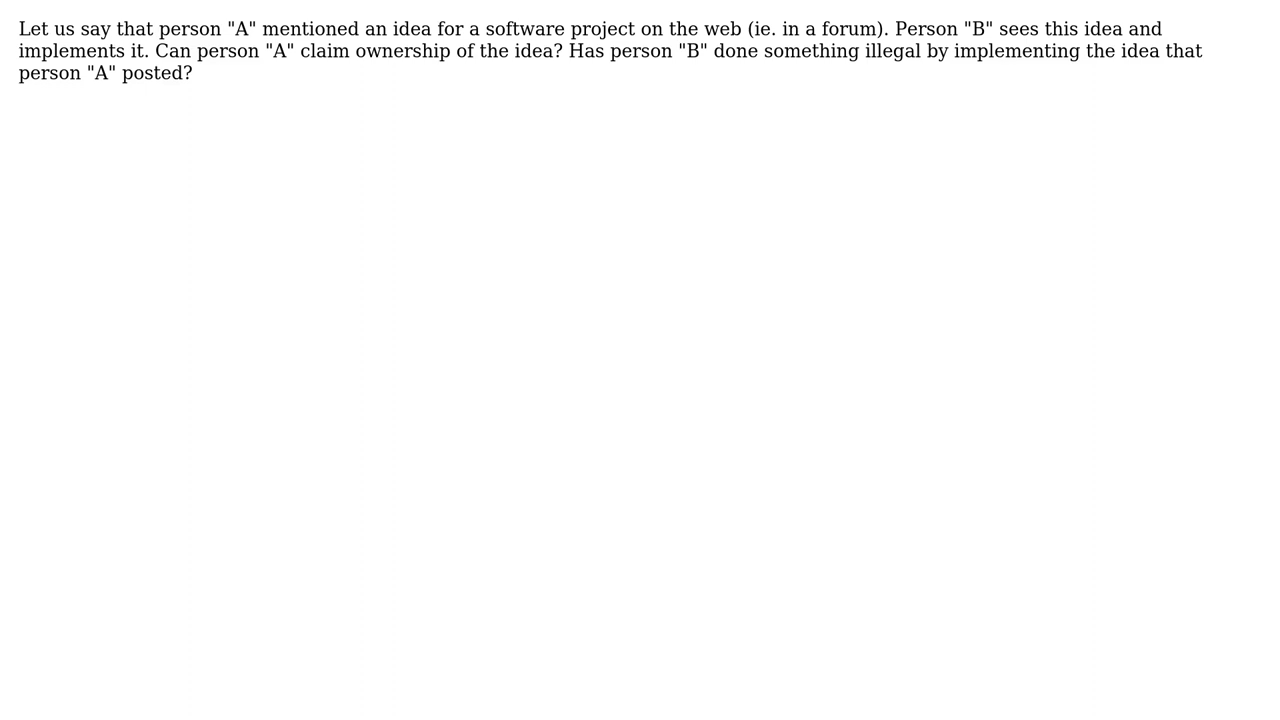 Let us say that person "A" mentioned an idea for a software project on the web (ie. in a forum). Person "B" sees this idea and
implements it. Can person "A" claim ownership of the idea? Has person "B" done something illegal by implementing the idea that
person "A" posted?